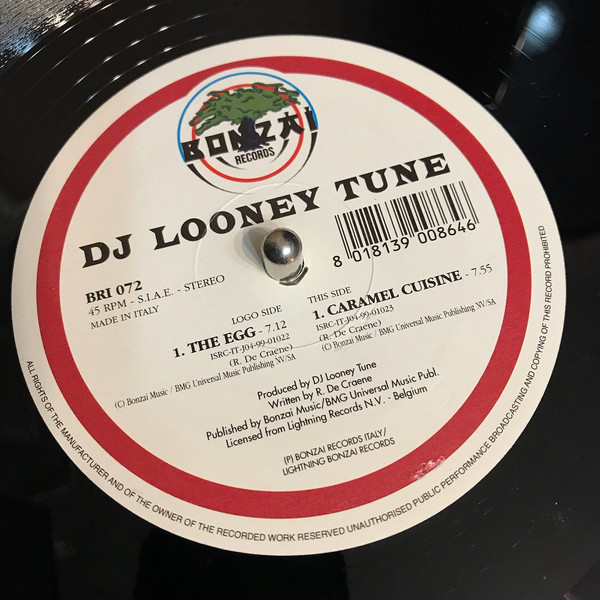 BONZAI
RECORDS
DJ LOONEY TUNE
8 018139 008646
BRI 072
45 RPM - S.I.A.E. - STEREO
MADE IN ITALY
LOGO SIDE
1. THE EGG - 7.12
ISRC-IT-J04-99-01022
(R. De Craene)
(C) Bonzai Music / BMG Universal Music Publishing NV/SA
THIS SIDE
1. CARAMEL CUISINE - 7.55
ISRC-IT-J04-99-01023
(R. De Craene)
(C) Bonzai Music / BMG Universal Music Publishing NV/SA
Produced by DJ Looney Tune
Written by R. De Craene
Published by Bonzai Music/BMG Universal Music Publ.
Licensed from Lightning Records N.V. - Belgium
(P) BONZAI RECORDS ITALY/
LIGHTNING BONZAI RECORDS
ALL RIGHTS OF THE MANUFACTURER AND OF THE OWNER OF THE RECORDED WORK RESERVED UNAUTHORISED PUBLIC PERFORMANCE BROADCASTING AND COPYING OF THIS RECORD PROHIBITED